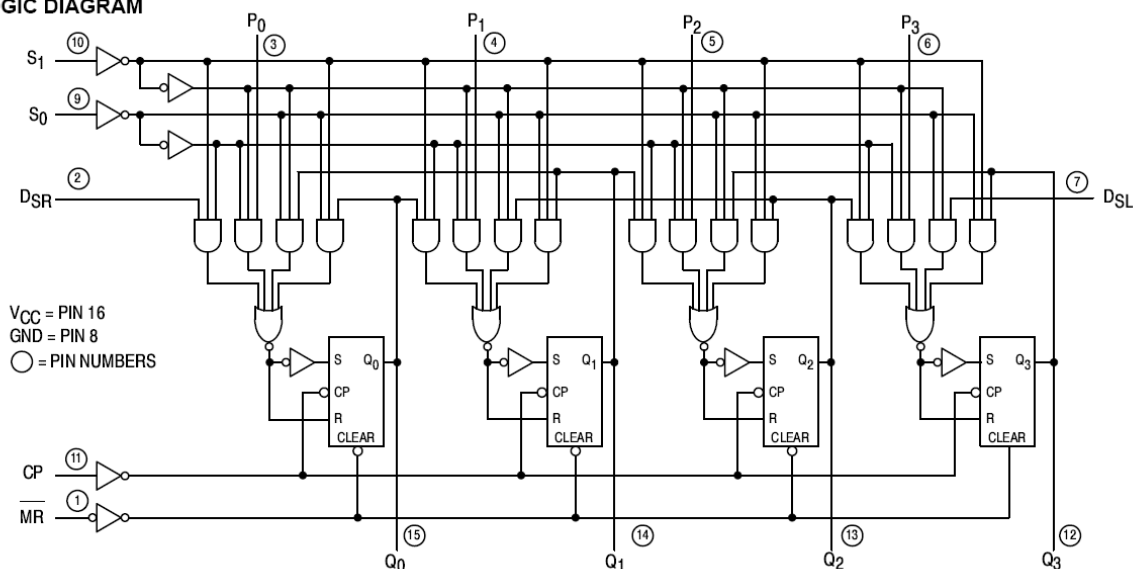 GIC DIAGRAM
P0 P1 P2 P3
3 4 5 6
10
S1
9
S0
2
DSR
7
DSL
VCC = PIN 16
GND = PIN 8
= PIN NUMBERS
S Q0 S Q1 S Q2 S Q3
CP CP CP CP
R R R R
CLEAR CLEAR CLEAR CLEAR
11
CP
1
MR
15 14 13 12
Q0 Q1 Q2 Q3